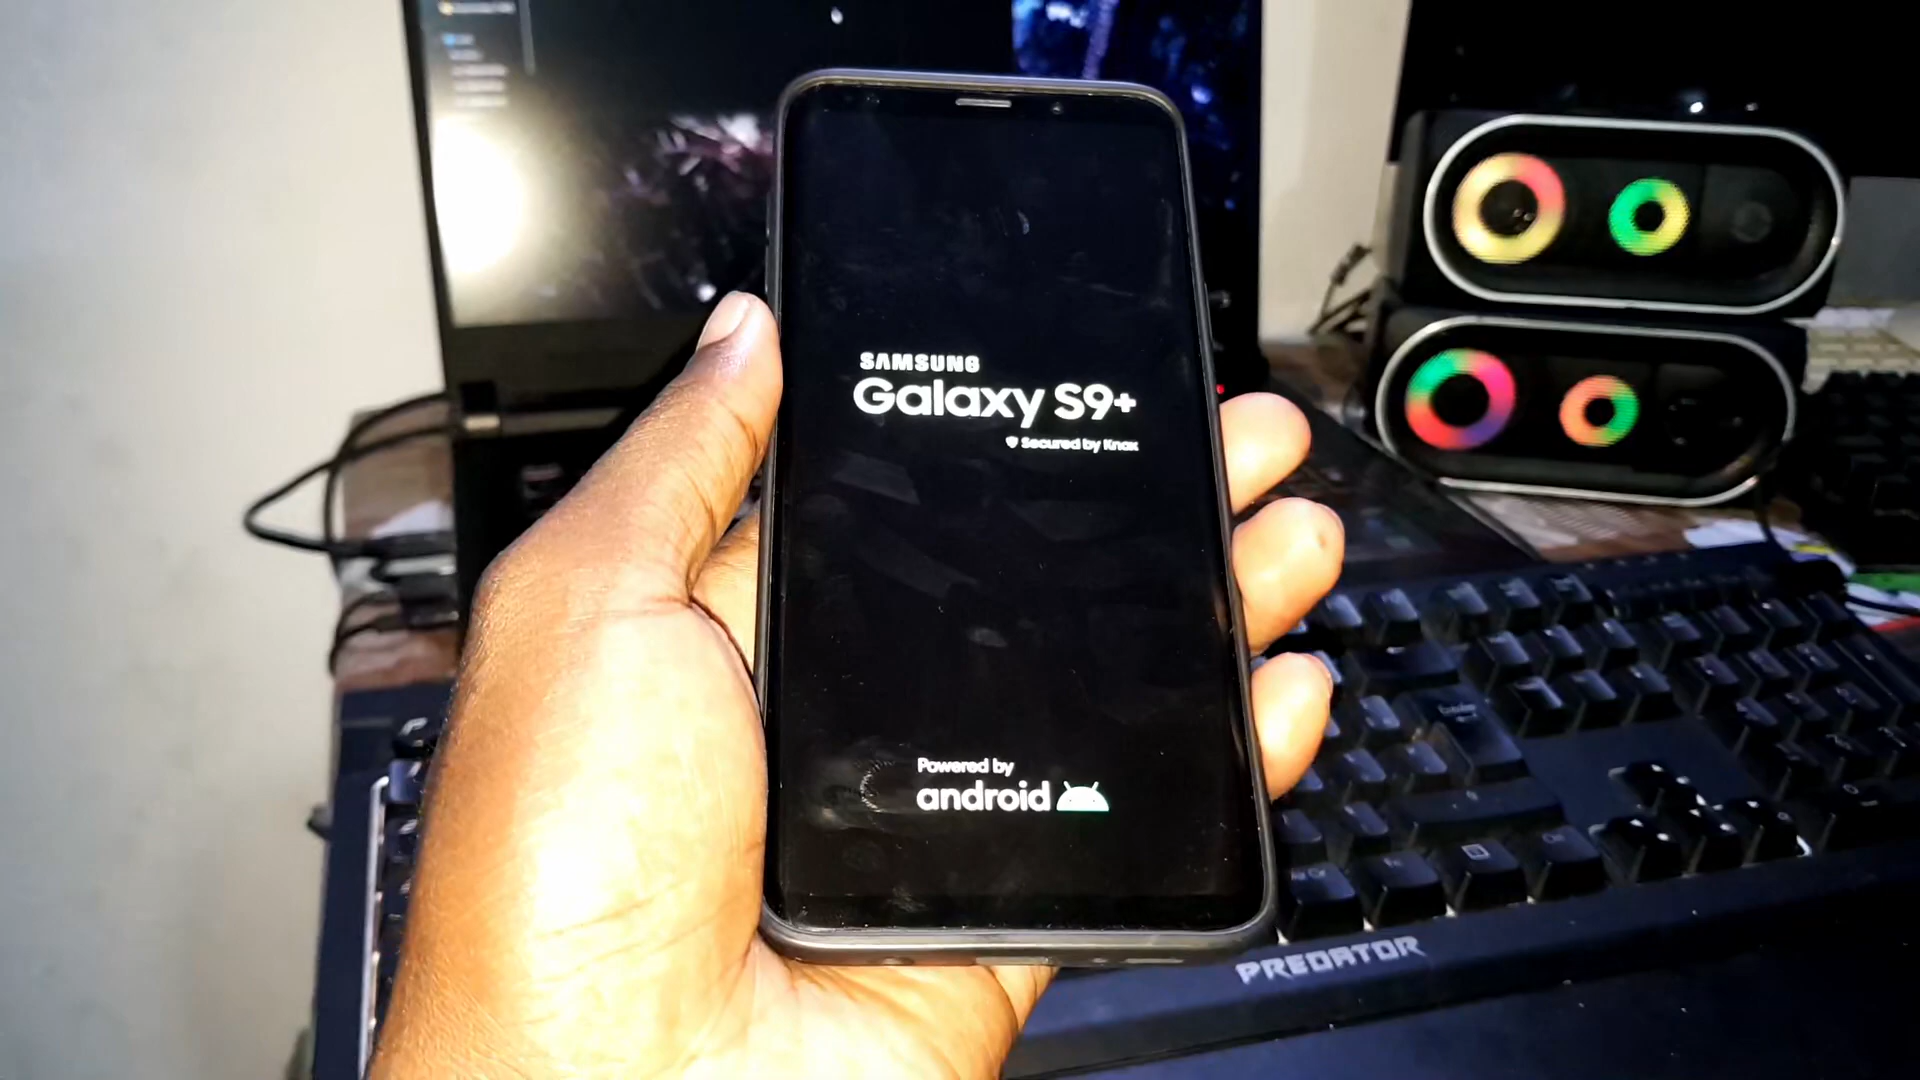 SAMSUNG
Galaxy S9+
Secured by Knox
Powered by
android
PREDATOR